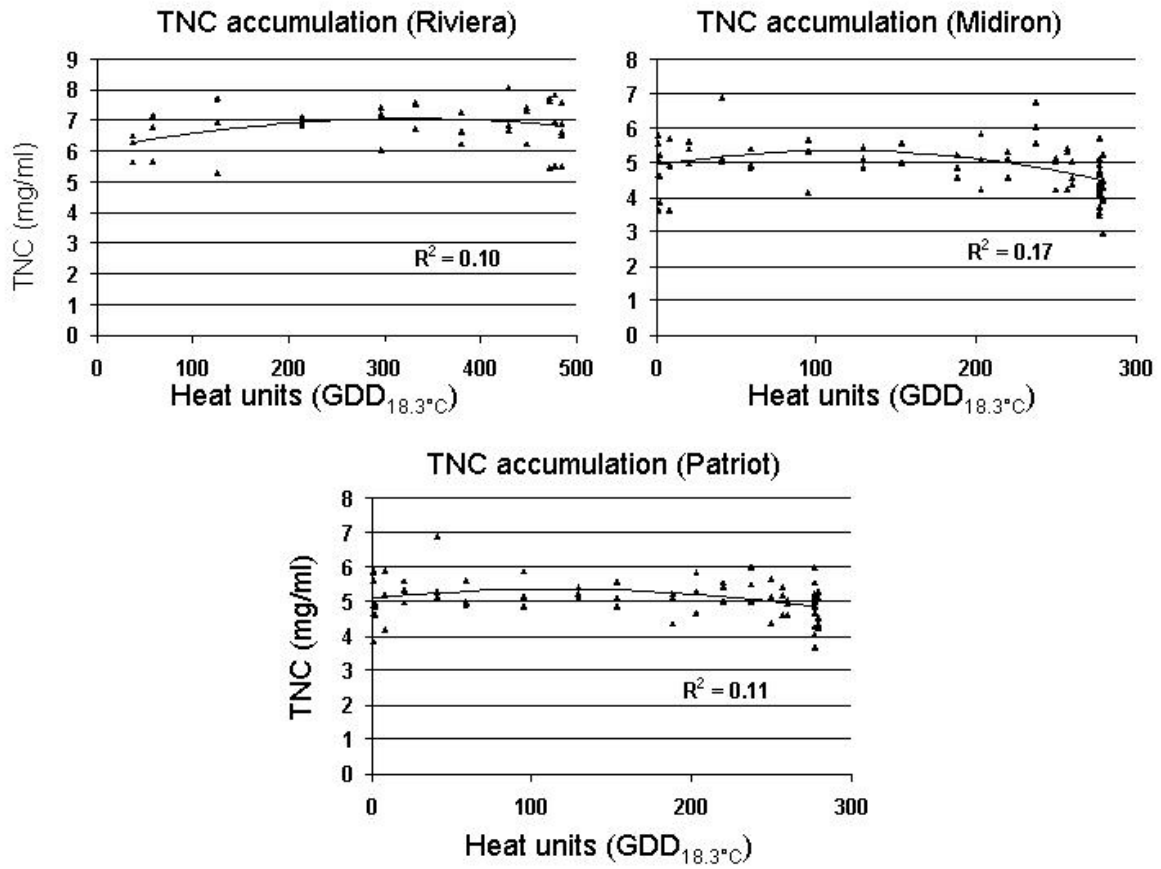 TNC accumulation (Riviera)
9
8
7
6
5
4
3
2
1
0
TNC (mg/ml)
R² = 0.10
0 100 200 300 400 500
Heat units (GDD₁₈.₃°C)
TNC accumulation (Midiron)
8
7
6
5
4
3
2
1
0
R² = 0.17
0 100 200 300
Heat units (GDD₁₈.₃°C)
TNC accumulation (Patriot)
8
7
6
5
4
3
2
1
0
TNC (mg/ml)
R² = 0.11
0 100 200 300
Heat units (GDD₁₈.₃°C)